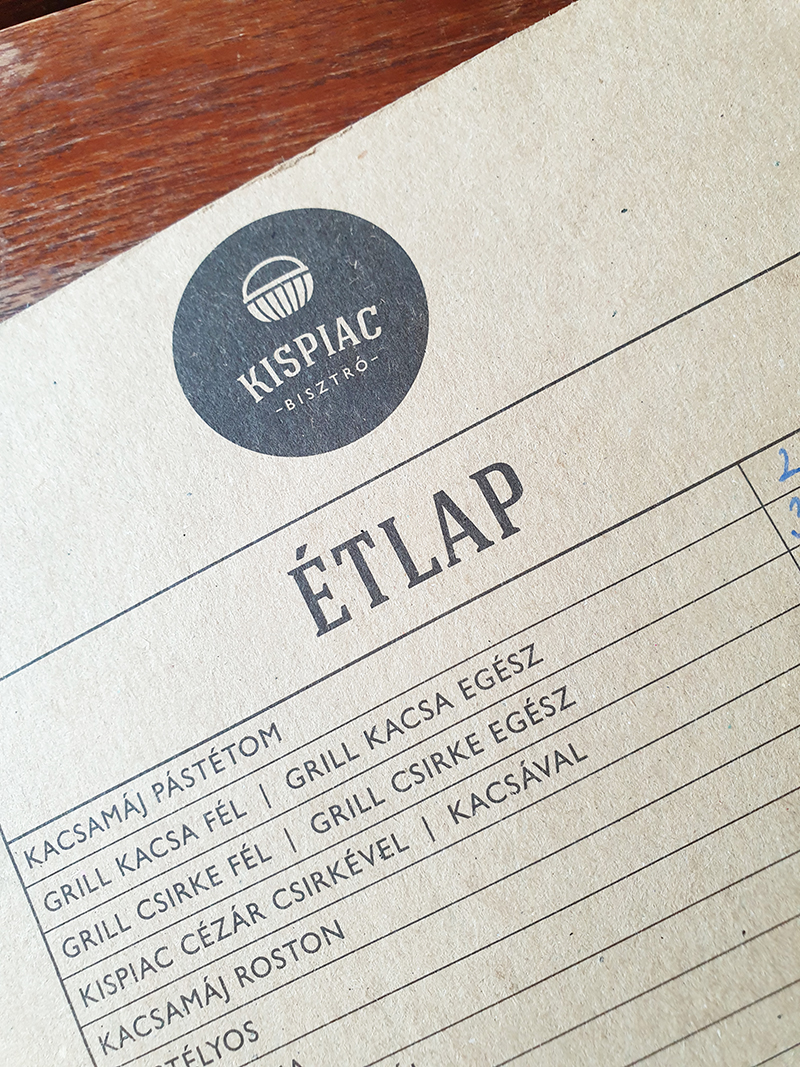 KISPIAC
-BISZTRÓ-
ÉTLAP
KACSAMÁJ PÁSTÉTOM
GRILL KACSA FÉL | GRILL KACSA EGÉSZ
GRILL CSIRKE FÉL | GRILL CSIRKE EGÉSZ
KISPIAC CÉZÁR CSIRKÉVEL | KACSÁVAL
KACSAMÁJ ROSTON